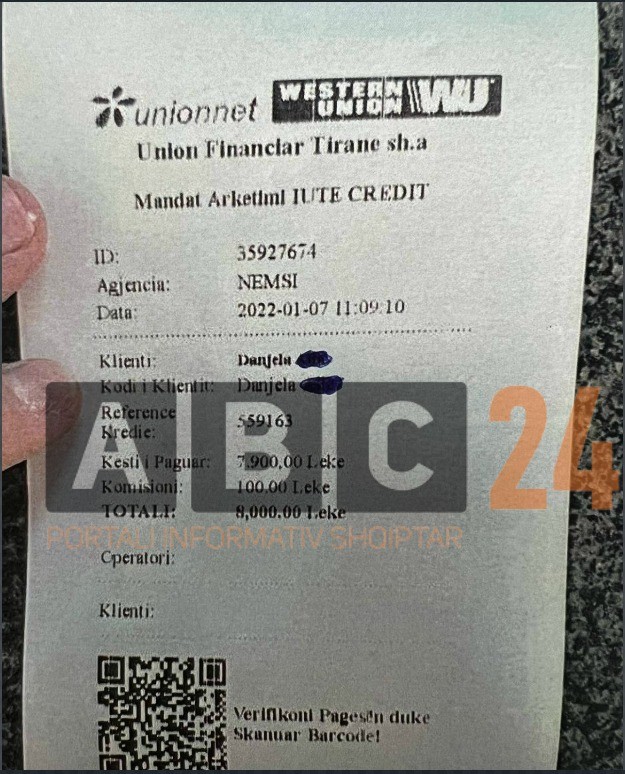 unionnet WESTERN UNION WU
Union Financiar Tirane sh.a
Mandat Arketimi IUTE CREDIT
ID: 35927674
Agjencia: NEMSI
Data: 2022-01-07 11:09:10
Klienti: Danjela
Kodi i Klientit: Danjela
Reference
Kredie: 559163
Kesti i Paguar: 7,900,00 Leke
Komisioni: 100.00 Leke
TOTALI: 8,000.00 Leke
ABC 24
PORTALI INFORMATIV SHQIPTAR
Operatori:
Klienti:
Verifikoni Pagesën duke
Skanuar Barcode!